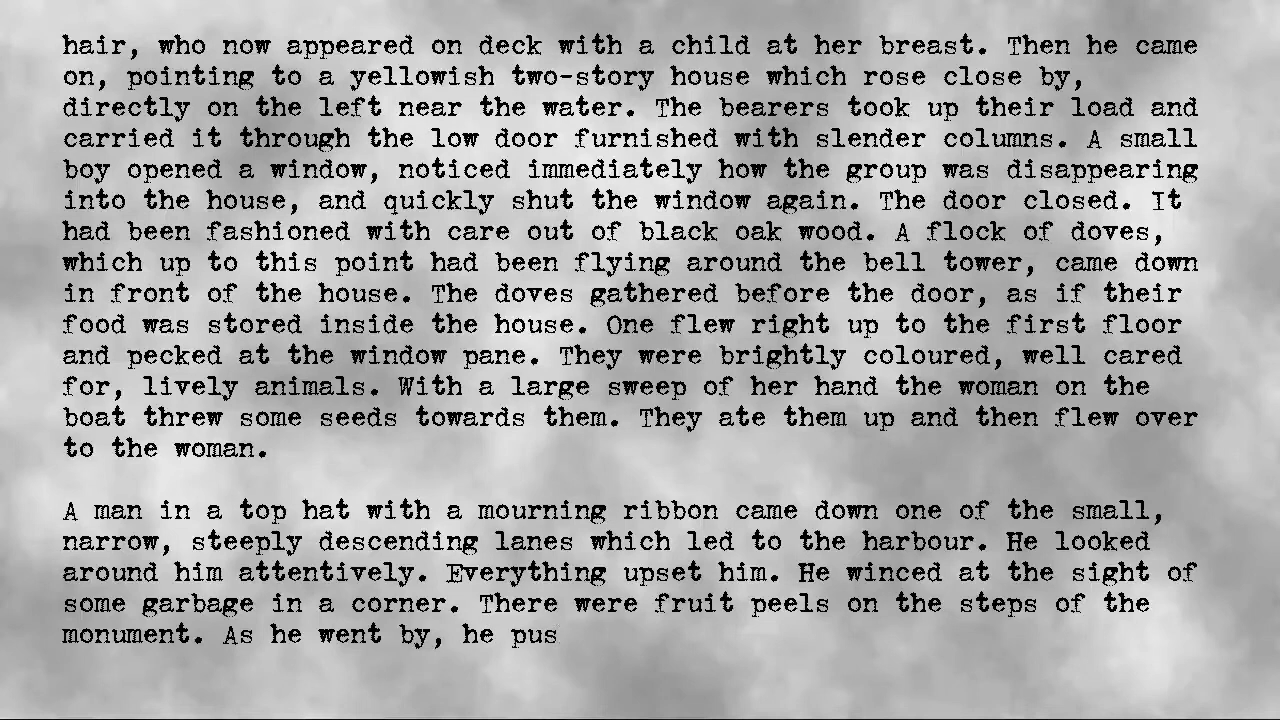 hair, who now appeared on deck with a child at her breast. Then he came
on, pointing to a yellowish two-story house which rose close by,
directly on the left near the water. The bearers took up their load and
carried it through the low door furnished with slender columns. A small
boy opened a window, noticed immediately how the group was disappearing
into the house, and quickly shut the window again. The door closed. It
had been fashioned with care out of black oak wood. A flock of doves,
which up to this point had been flying around the bell tower, came down
in front of the house. The doves gathered before the door, as if their
food was stored inside the house. One flew right up to the first floor
and pecked at the window pane. They were brightly coloured, well cared
for, lively animals. With a large sweep of her hand the woman on the
boat threw some seeds towards them. They ate them up and then flew over
to the woman.

A man in a top hat with a mourning ribbon came down one of the small,
narrow, steeply descending lanes which led to the harbour. He looked
around him attentively. Everything upset him. He winced at the sight of
some garbage in a corner. There were fruit peels on the steps of the
monument. As he went by, he pus